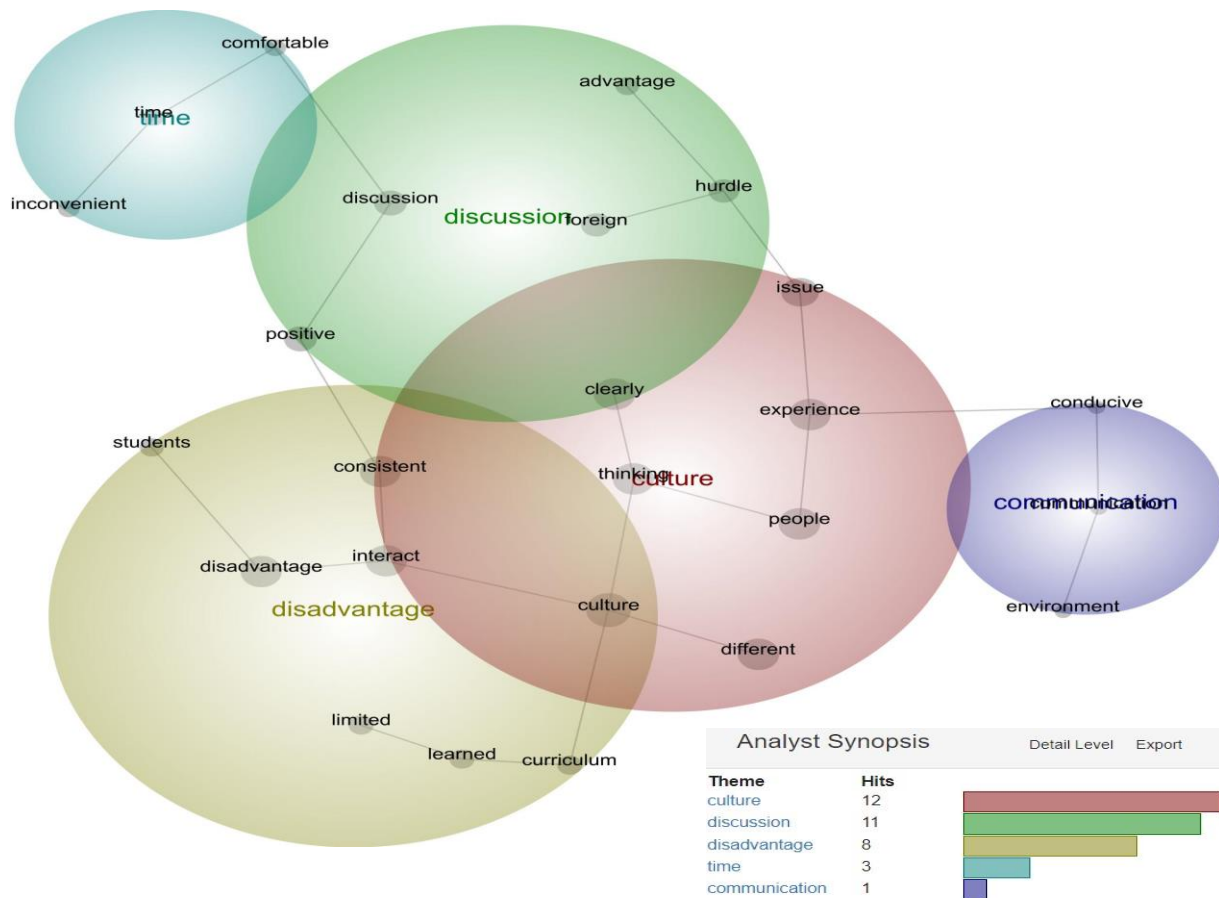 comfortable
advantage
time
time
hurdle
inconvenient
discussion
discussion
foreign
issue
positive
clearly
experience
conducive
students
consistent
thinking
culture
communication
communication
people
disadvantage
interact
disadvantage
culture
environment
different
limited
learned
curriculum
Analyst Synopsis Detail Level Export
Theme Hits
culture 12
discussion 11
disadvantage 8
time 3
communication 1